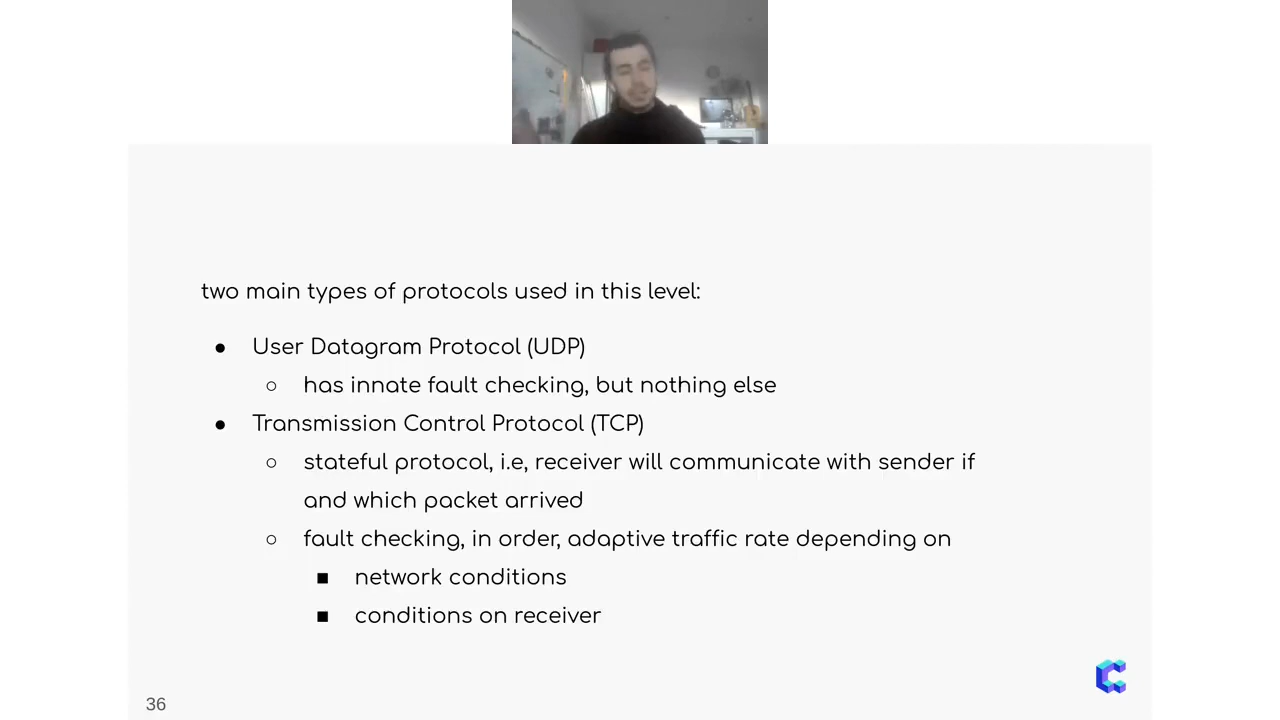 two main types of protocols used in this level:
● User Datagram Protocol (UDP)
○ has innate fault checking, but nothing else
● Transmission Control Protocol (TCP)
○ stateful protocol, i.e, receiver will communicate with sender if
and which packet arrived
○ fault checking, in order, adaptive traffic rate depending on
■ network conditions
■ conditions on receiver
36